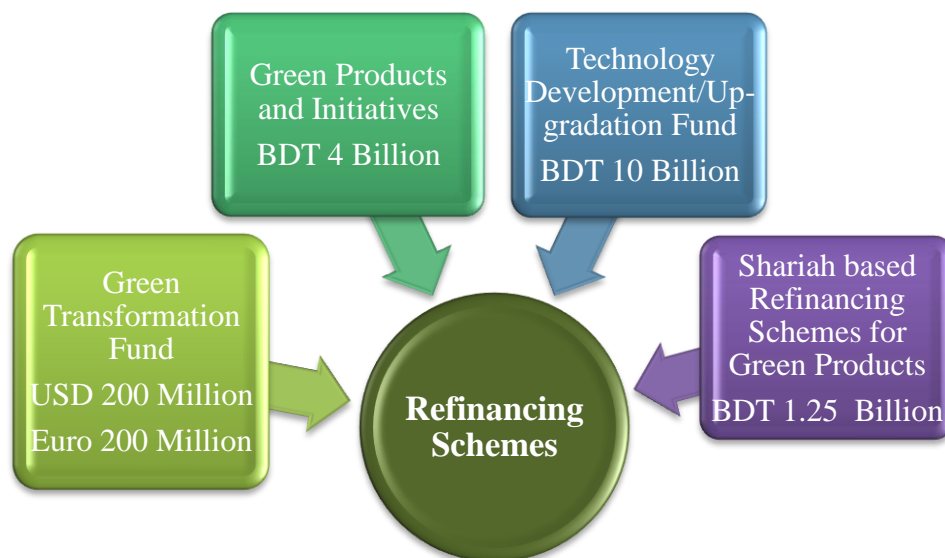 Green
Transformation
Fund
USD 200 Million
Euro 200 Million
Green Products
and Initiatives
BDT 4 Billion
Technology
Development/Up-
gradation Fund
BDT 10 Billion
Shariah based
Refinancing
Schemes for
Green Products
BDT 1.25 Billion
Refinancing
Schemes